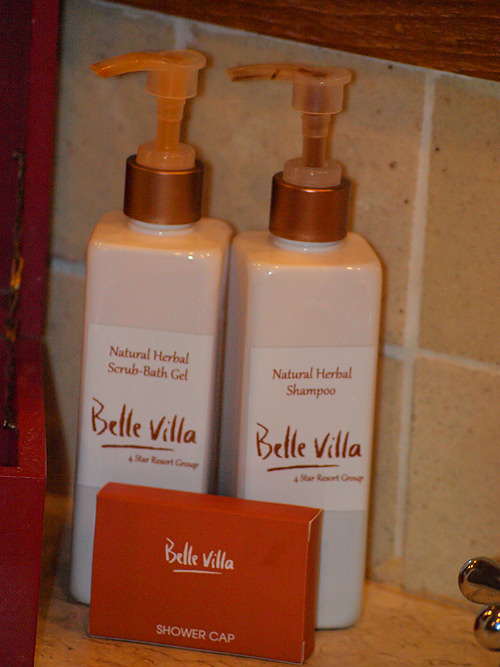 Natural Herbal
Scrub-Bath Gel
Belle Villa
4 Star Resort Group
Natural Herbal
Shampoo
Belle Villa
4 Star Resort Group
Belle Villa
SHOWER CAP